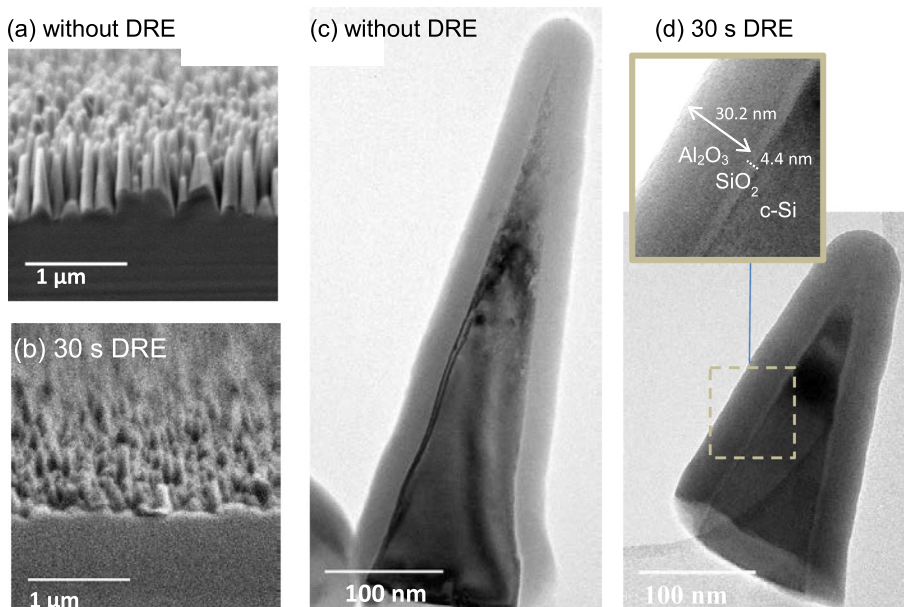 (a) without DRE
1 µm
(b) 30 s DRE
1 µm
(c) without DRE
100 nm
(d) 30 s DRE
30.2 nm
Al₂O₃
4.4 nm
SiO₂
c-Si
100 nm